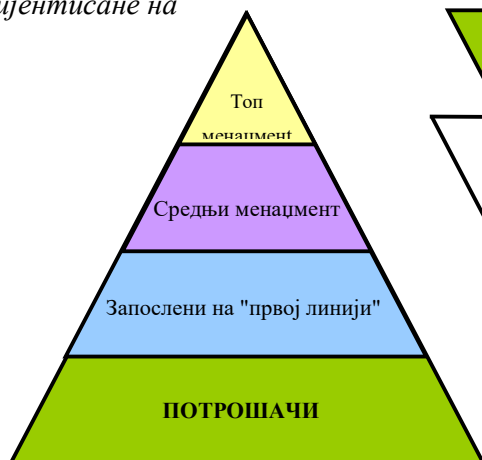 ијентисане на
Топ
менаџмент
Средњи менаџмент
Запослени на "првој линији"
ПОТРОШАЧИ